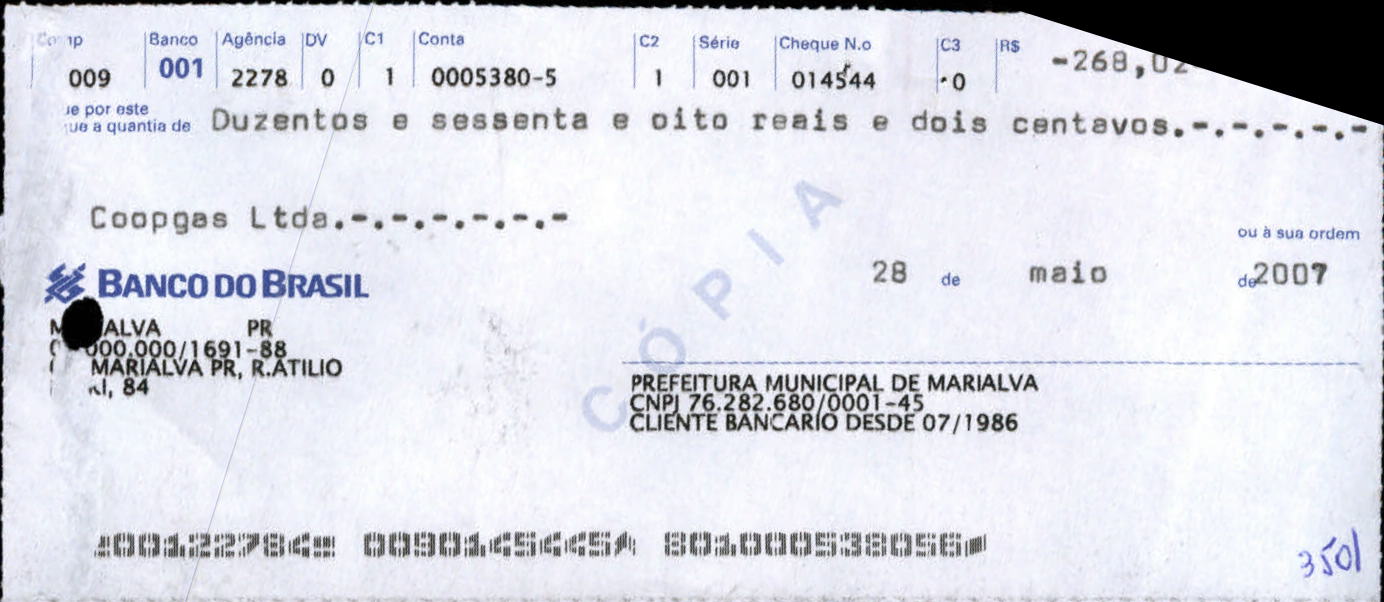 Comp Banco Agência DV C1 Conta C2 Série Cheque N.o C3 R$
009 001 2278 0 1 0005380-5 1 001 014544 0 -268,02
ue por este
ue a quantia de Duzentos e sessenta e oito reais e dois centavos.-.-.-.-.-
Coopgas Ltda.-.-.-.-.-.-
ou à sua ordem
28 de maio de 2007
BANCO DO BRASIL
CÓPIA
ALVA PR
000.000/1691-88
MARIALVA PR, R.ATILIO
I, 84
PREFEITURA MUNICIPAL DE MARIALVA
CNPJ 76.282.680/0001-45
CLIENTE BANCARIO DESDE 07/1986
3501